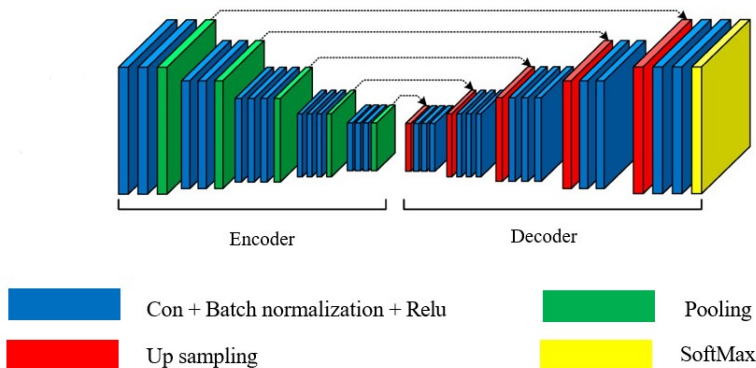 Encoder
Decoder
Con + Batch normalization + Relu
Pooling
Up sampling
SoftMax